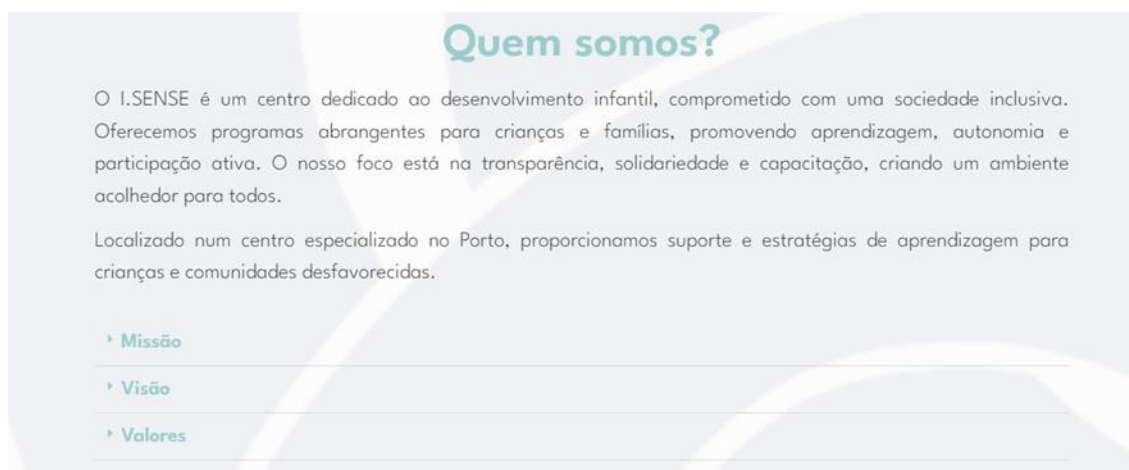 Quem somos?
O I.SENSE é um centro dedicado ao desenvolvimento infantil, comprometido com uma sociedade inclusiva.
Oferecemos programas abrangentes para crianças e famílias, promovendo aprendizagem, autonomia e
participação ativa. O nosso foco está na transparência, solidariedade e capacitação, criando um ambiente
acolhedor para todos.
Localizado num centro especializado no Porto, proporcionamos suporte e estratégias de aprendizagem para
crianças e comunidades desfavorecidas.
Missão
Visão
Valores